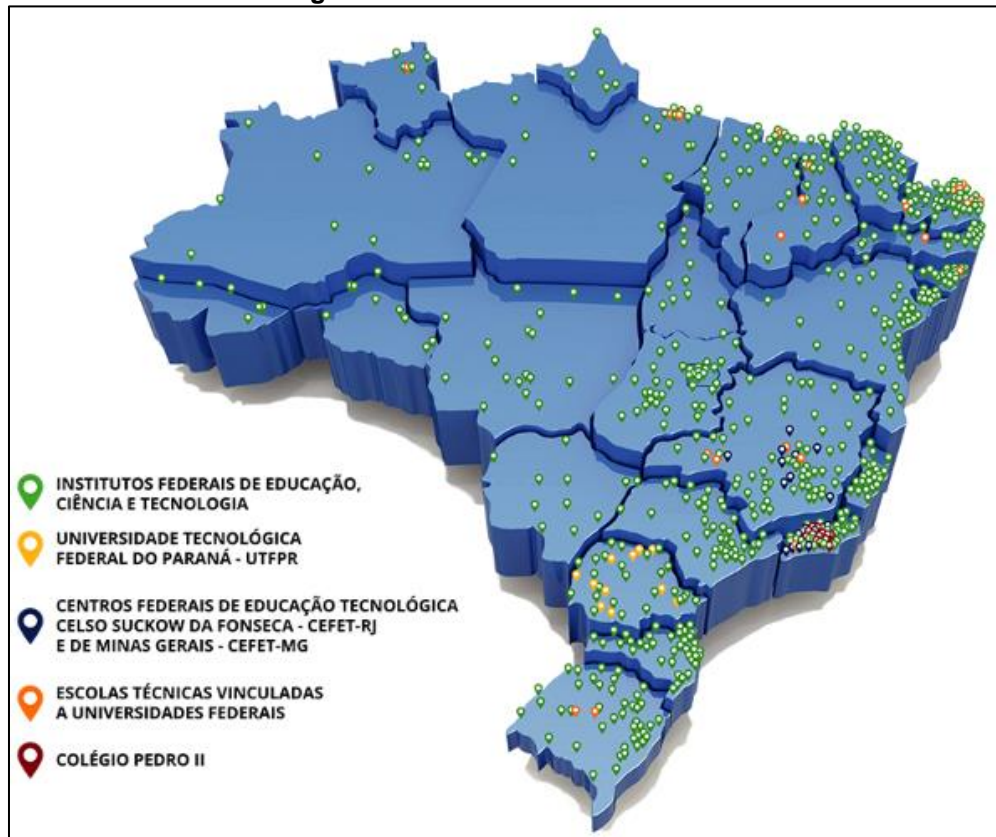 INSTITUTOS FEDERAIS DE EDUCAÇÃO,
CIÊNCIA E TECNOLOGIA
UNIVERSIDADE TECNOLÓGICA
FEDERAL DO PARANÁ - UTFPR
CENTROS FEDERAIS DE EDUCAÇÃO TECNOLÓGICA
CELSO SUCKOW DA FONSECA - CEFET-RJ
E DE MINAS GERAIS - CEFET-MG
ESCOLAS TÉCNICAS VINCULADAS
A UNIVERSIDADES FEDERAIS
COLÉGIO PEDRO II